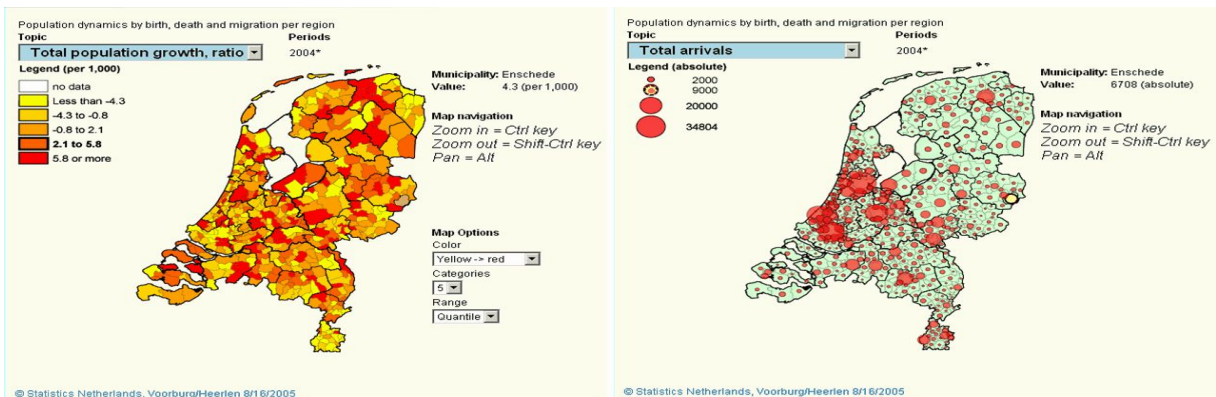 Population dynamics by birth, death and migration per region
Topic Periods
Total population growth, ratio 2004*
Legend (per 1,000)
no data
Less than -4.3
-4.3 to -0.8
-0.8 to 2.1
2.1 to 5.8
5.8 or more
Municipality: Enschede
Value: 4.3 (per 1,000)
Map navigation
Zoom in = Ctrl key
Zoom out = Shift-Ctrl key
Pan = Alt
Map Options
Color
Yellow -> red
Categories
5
Range
Quantile
© Statistics Netherlands, Voorburg/Heerlen 8/16/2005
Population dynamics by birth, death and migration per region
Topic Periods
Total arrivals 2004*
Legend (absolute)
2000
9000
20000
34804
Municipality: Enschede
Value: 6708 (absolute)
Map navigation
Zoom in = Ctrl key
Zoom out = Shift-Ctrl key
Pan = Alt
© Statistics Netherlands, Voorburg/Heerlen 8/16/2005